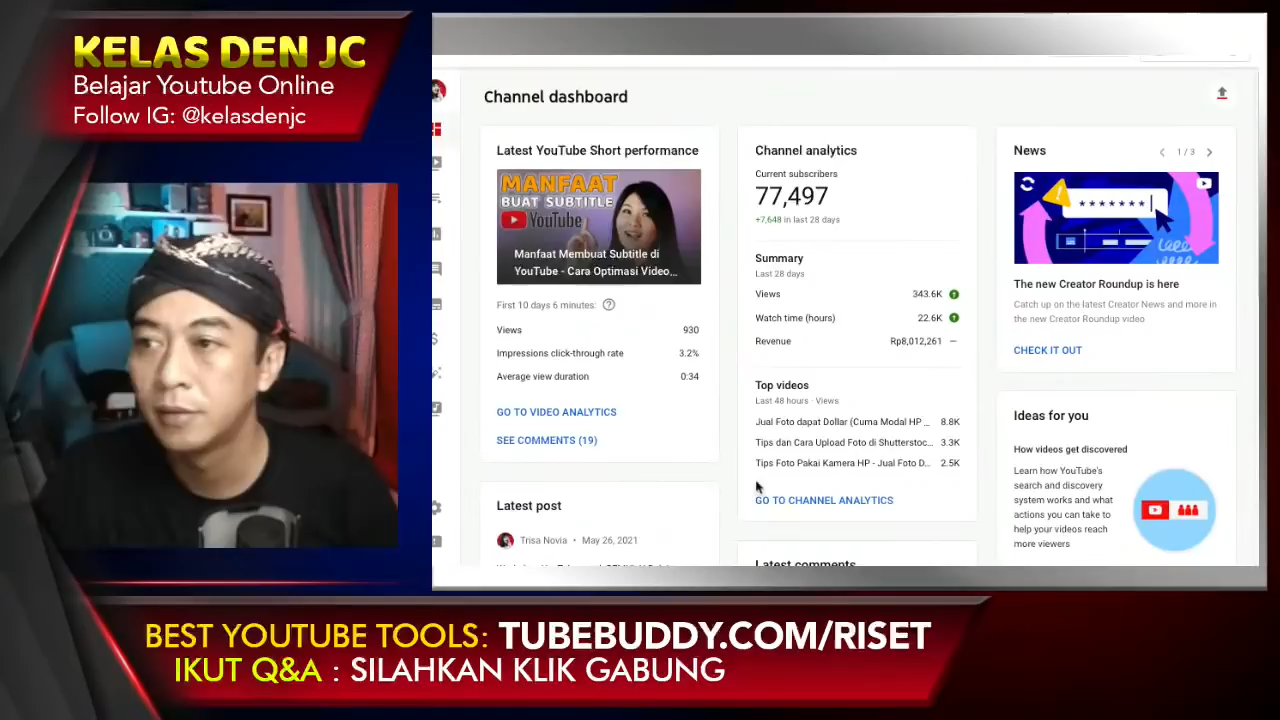 KELAS DEN JC
Belajar Youtube Online
Follow IG: @kelasdenjc
Channel dashboard
Latest YouTube Short performance
MANFAAT
BUAT SUBTITLE
YouTube
Manfaat Membuat Subtitle di
YouTube - Cara Optimasi Video...
First 10 days 6 minutes:
Views 930
Impressions click-through rate 3.2%
Average view duration 0:34
GO TO VIDEO ANALYTICS
SEE COMMENTS (19)
Latest post
Trisa Novia • May 26, 2021
Channel analytics
Current subscribers
77,497
+7,648 in last 28 days
Summary
Last 28 days
Views 343.6K
Watch time (hours) 22.6K
Revenue Rp8,012,261 —
Top videos
Last 48 hours · Views
Jual Foto dapat Dollar (Cuma Modal HP ... 8.8K
Tips dan Cara Upload Foto di Shutterstoc... 3.3K
Tips Foto Pakai Kamera HP - Jual Foto D... 2.5K
GO TO CHANNEL ANALYTICS
Latest comments
News 1 / 3
The new Creator Roundup is here
Catch up on the latest Creator News and more in
the new Creator Roundup video
CHECK IT OUT
Ideas for you
How videos get discovered
Learn how YouTube's
search and discovery
system works and what
actions you can take to
help your videos reach
more viewers
BEST YOUTUBE TOOLS: TUBEBUDDY.COM/RISET
IKUT Q&A : SILAHKAN KLIK GABUNG